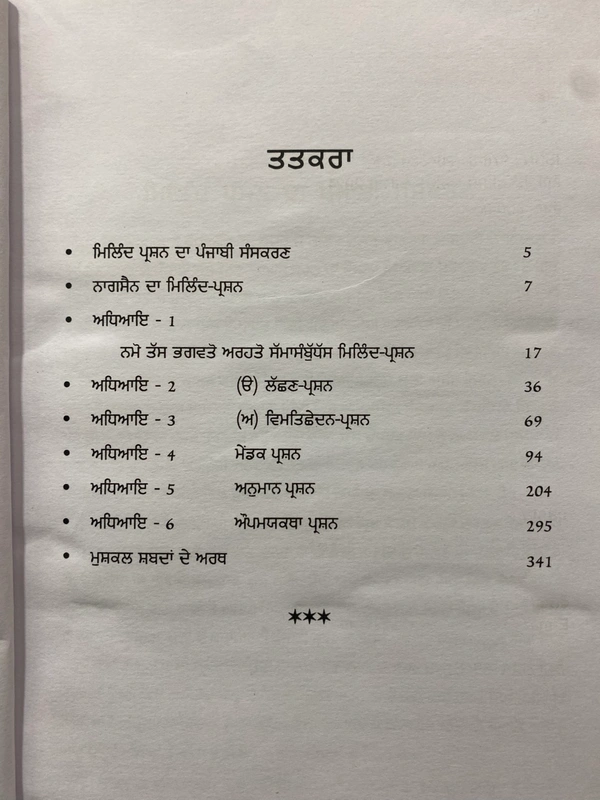 ਤਤਕਰਾ
• ਮਿਲਿੰਦ ਪ੍ਰਸ਼ਨ ਦਾ ਪੰਜਾਬੀ ਸੰਸਕਰਣ 5
• ਨਾਗਸੈਨ ਦਾ ਮਿਲਿੰਦ-ਪ੍ਰਸ਼ਨ 7
• ਅਧਿਆਇ - 1
ਨਮੋ ਤੱਸ ਭਗਵਤੋ ਅਰਹਤੋ ਸੱਮਾਸੰਬੁੱਧੱਸ ਮਿਲਿੰਦ-ਪ੍ਰਸ਼ਨ 17
• ਅਧਿਆਇ - 2 (ੳ) ਲੱਛਣ-ਪ੍ਰਸ਼ਨ 36
• ਅਧਿਆਇ - 3 (ਅ) ਵਿਮਤਿਛੇਦਨ-ਪ੍ਰਸ਼ਨ 69
• ਅਧਿਆਇ - 4 ਮੇਂਡਕ ਪ੍ਰਸ਼ਨ 94
• ਅਧਿਆਇ - 5 ਅਨੁਮਾਨ ਪ੍ਰਸ਼ਨ 204
• ਅਧਿਆਇ - 6 ਔਪਮਯਕਥਾ ਪ੍ਰਸ਼ਨ 295
• ਮੁਸ਼ਕਲ ਸ਼ਬਦਾਂ ਦੇ ਅਰਥ 341
✶✶✶